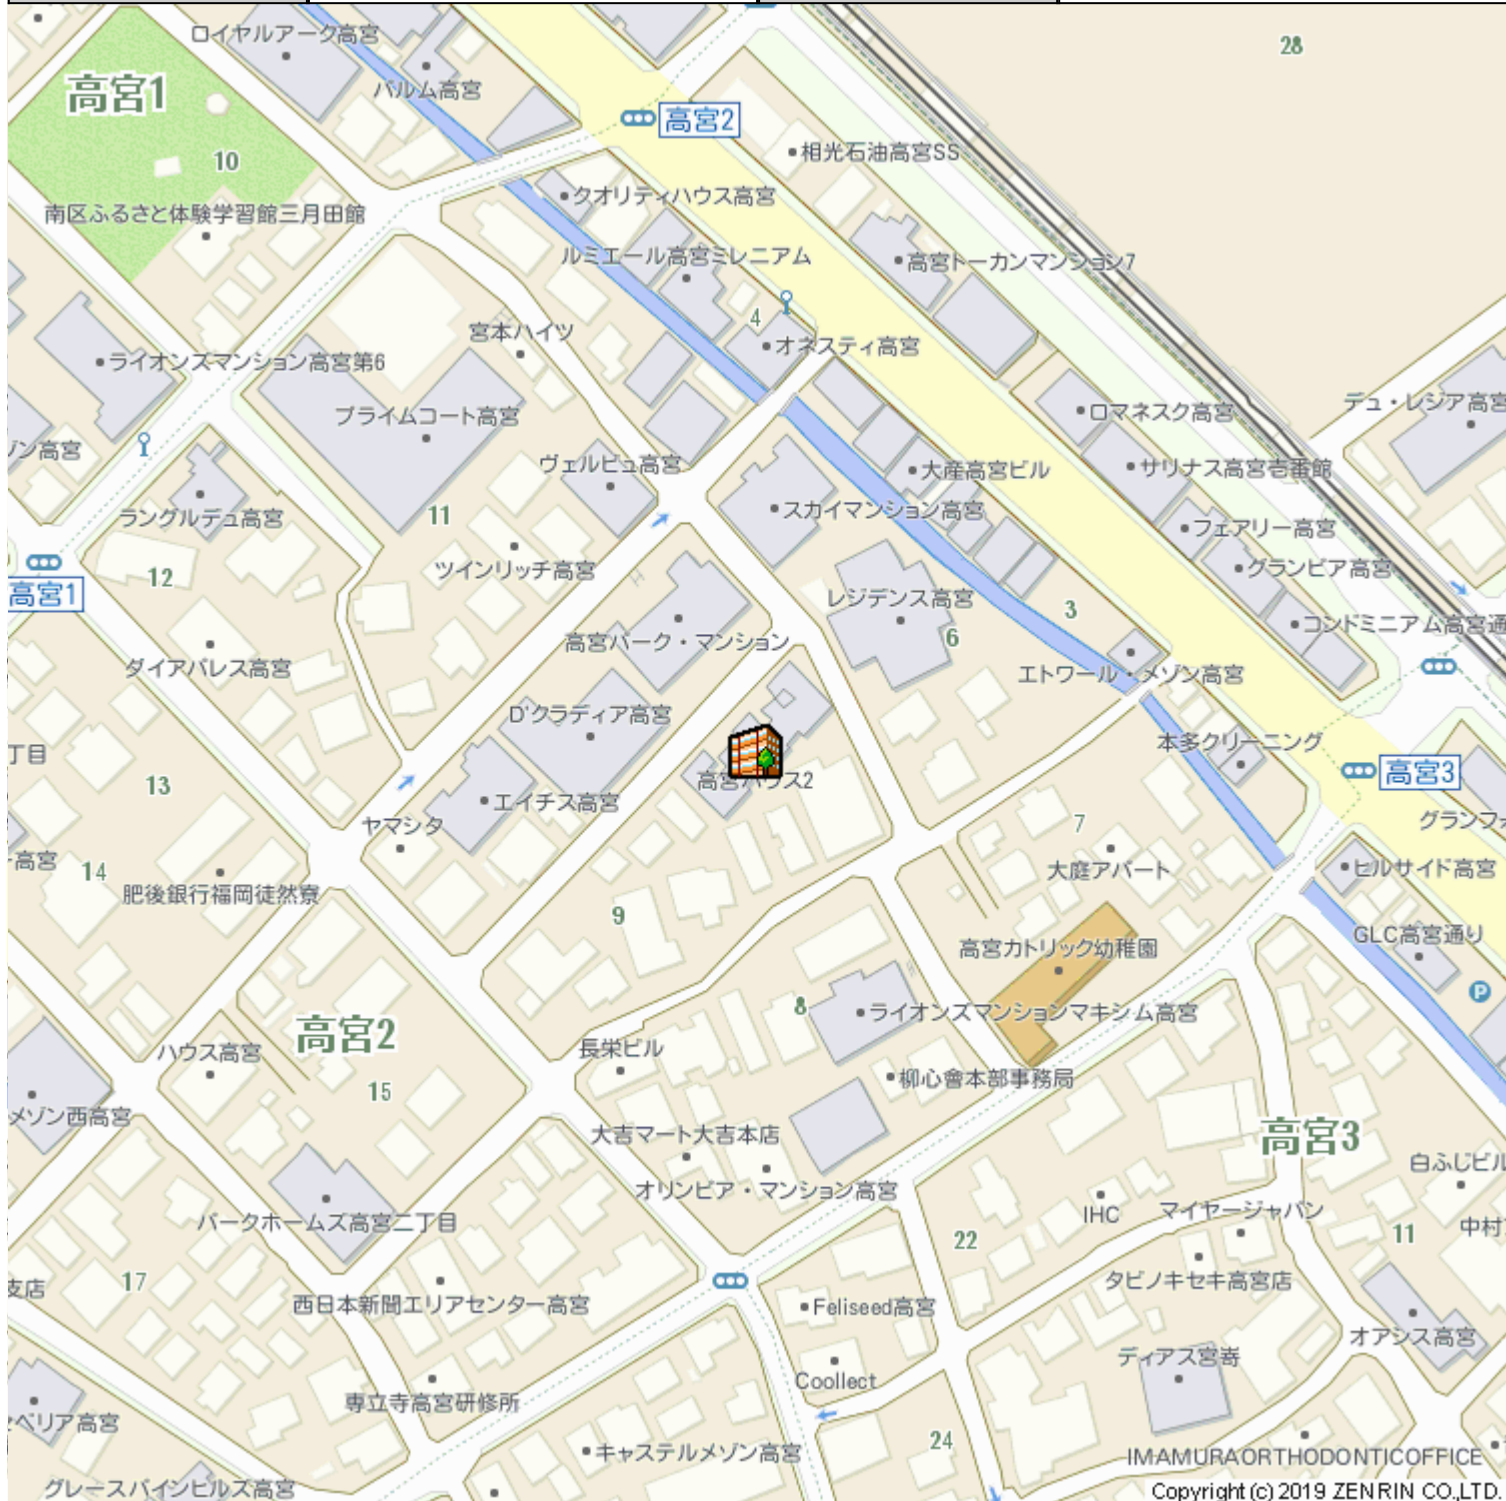 ロイヤルアーク高宮
28
高宮1
パルム高宮
高宮2
相光石油高宮SS
10
クオリティハウス高宮
南区ふるさと体験学習館三月田館
ルミエール高宮ミレニアム
高宮トーカンマンション7
4
宮本ハイツ
オネスティ高宮
ライオンズマンション高宮第6
プライムコート高宮
ロマネスク高宮
デュ・レジア高宮
ゾン高宮
ヴェルビュ高宮
大産高宮ビル
サリナス高宮壱番館
ラングルデュ高宮
11
スカイマンション高宮
フェアリー高宮
12
ツインリッチ高宮
グランピア高宮
高宮1
レジデンス高宮
3
高宮パーク・マンション
6
コンドミニアム高宮通
ダイアパレス高宮
エトワール・メゾン高宮
D'クラディア高宮
本多クリーニング
丁目
13
高宮ハウス2
高宮3
エイチス高宮
ヤマシタ
7
グランフォ
高宮
14
大庭アパート
ヒルサイド高宮
肥後銀行福岡徒然寮
9
高宮カトリック幼稚園
GLC高宮通り
P
8
ライオンズマンションマキシム高宮
高宮2
ハウス高宮
長栄ビル
柳心會本部事務局
15
メゾン西高宮
大吉マート大吉本店
高宮3
白ふじビル
オリンピア・マンション高宮
パークホームズ高宮二丁目
IHC
マイヤージャパン
22
11
中村
支店
17
タビノキセキ高宮店
西日本新聞エリアセンター高宮
Feliseed高宮
オアシス高宮
ディアス宮嵜
Coollect
専立寺高宮研修所
ベリア高宮
24
キャステルメゾン高宮
IMAMURAORTHODONTICOFFICE
グレースパインヒルズ高宮
Copyright (c) 2019 ZENRIN CO.,LTD.